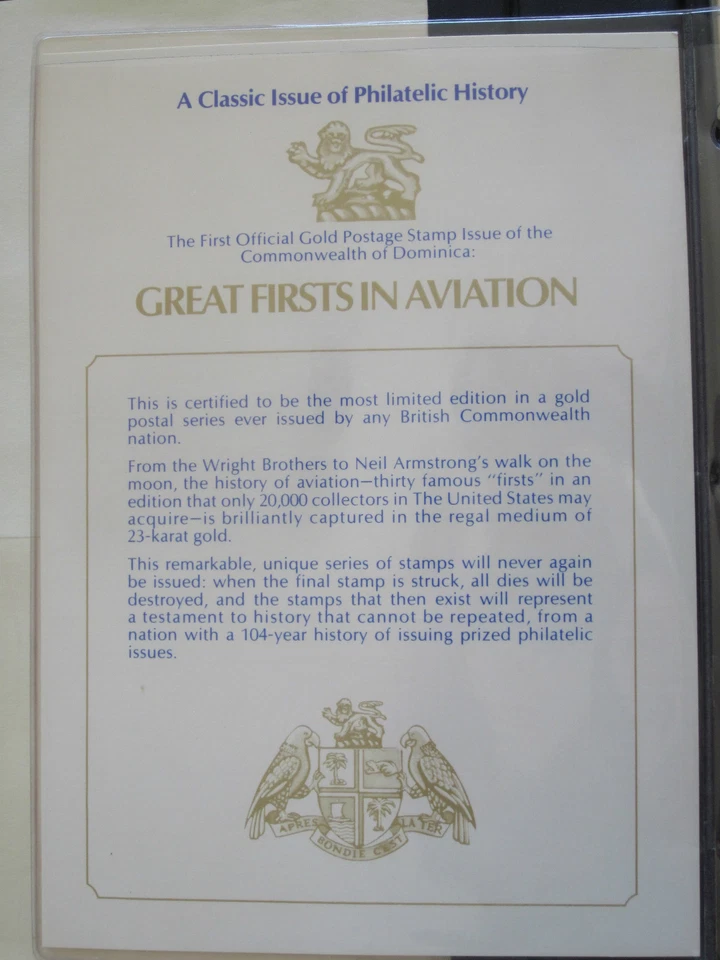 A Classic Issue of Philatelic History
The First Official Gold Postage Stamp Issue of the
Commonwealth of Dominica:
GREAT FIRSTS IN AVIATION
This is certified to be the most limited edition in a gold
postal series ever issued by any British Commonwealth
nation.
From the Wright Brothers to Neil Armstrong's walk on the
moon, the history of aviation—thirty famous "firsts" in an
edition that only 20,000 collectors in The United States may
acquire—is brilliantly captured in the regal medium of
23-karat gold.
This remarkable, unique series of stamps will never again
be issued: when the final stamp is struck, all dies will be
destroyed, and the stamps that then exist will represent
a testament to history that cannot be repeated, from a
nation with a 104-year history of issuing prized philatelic
issues.
APRES BONDIE C'EST LA TER